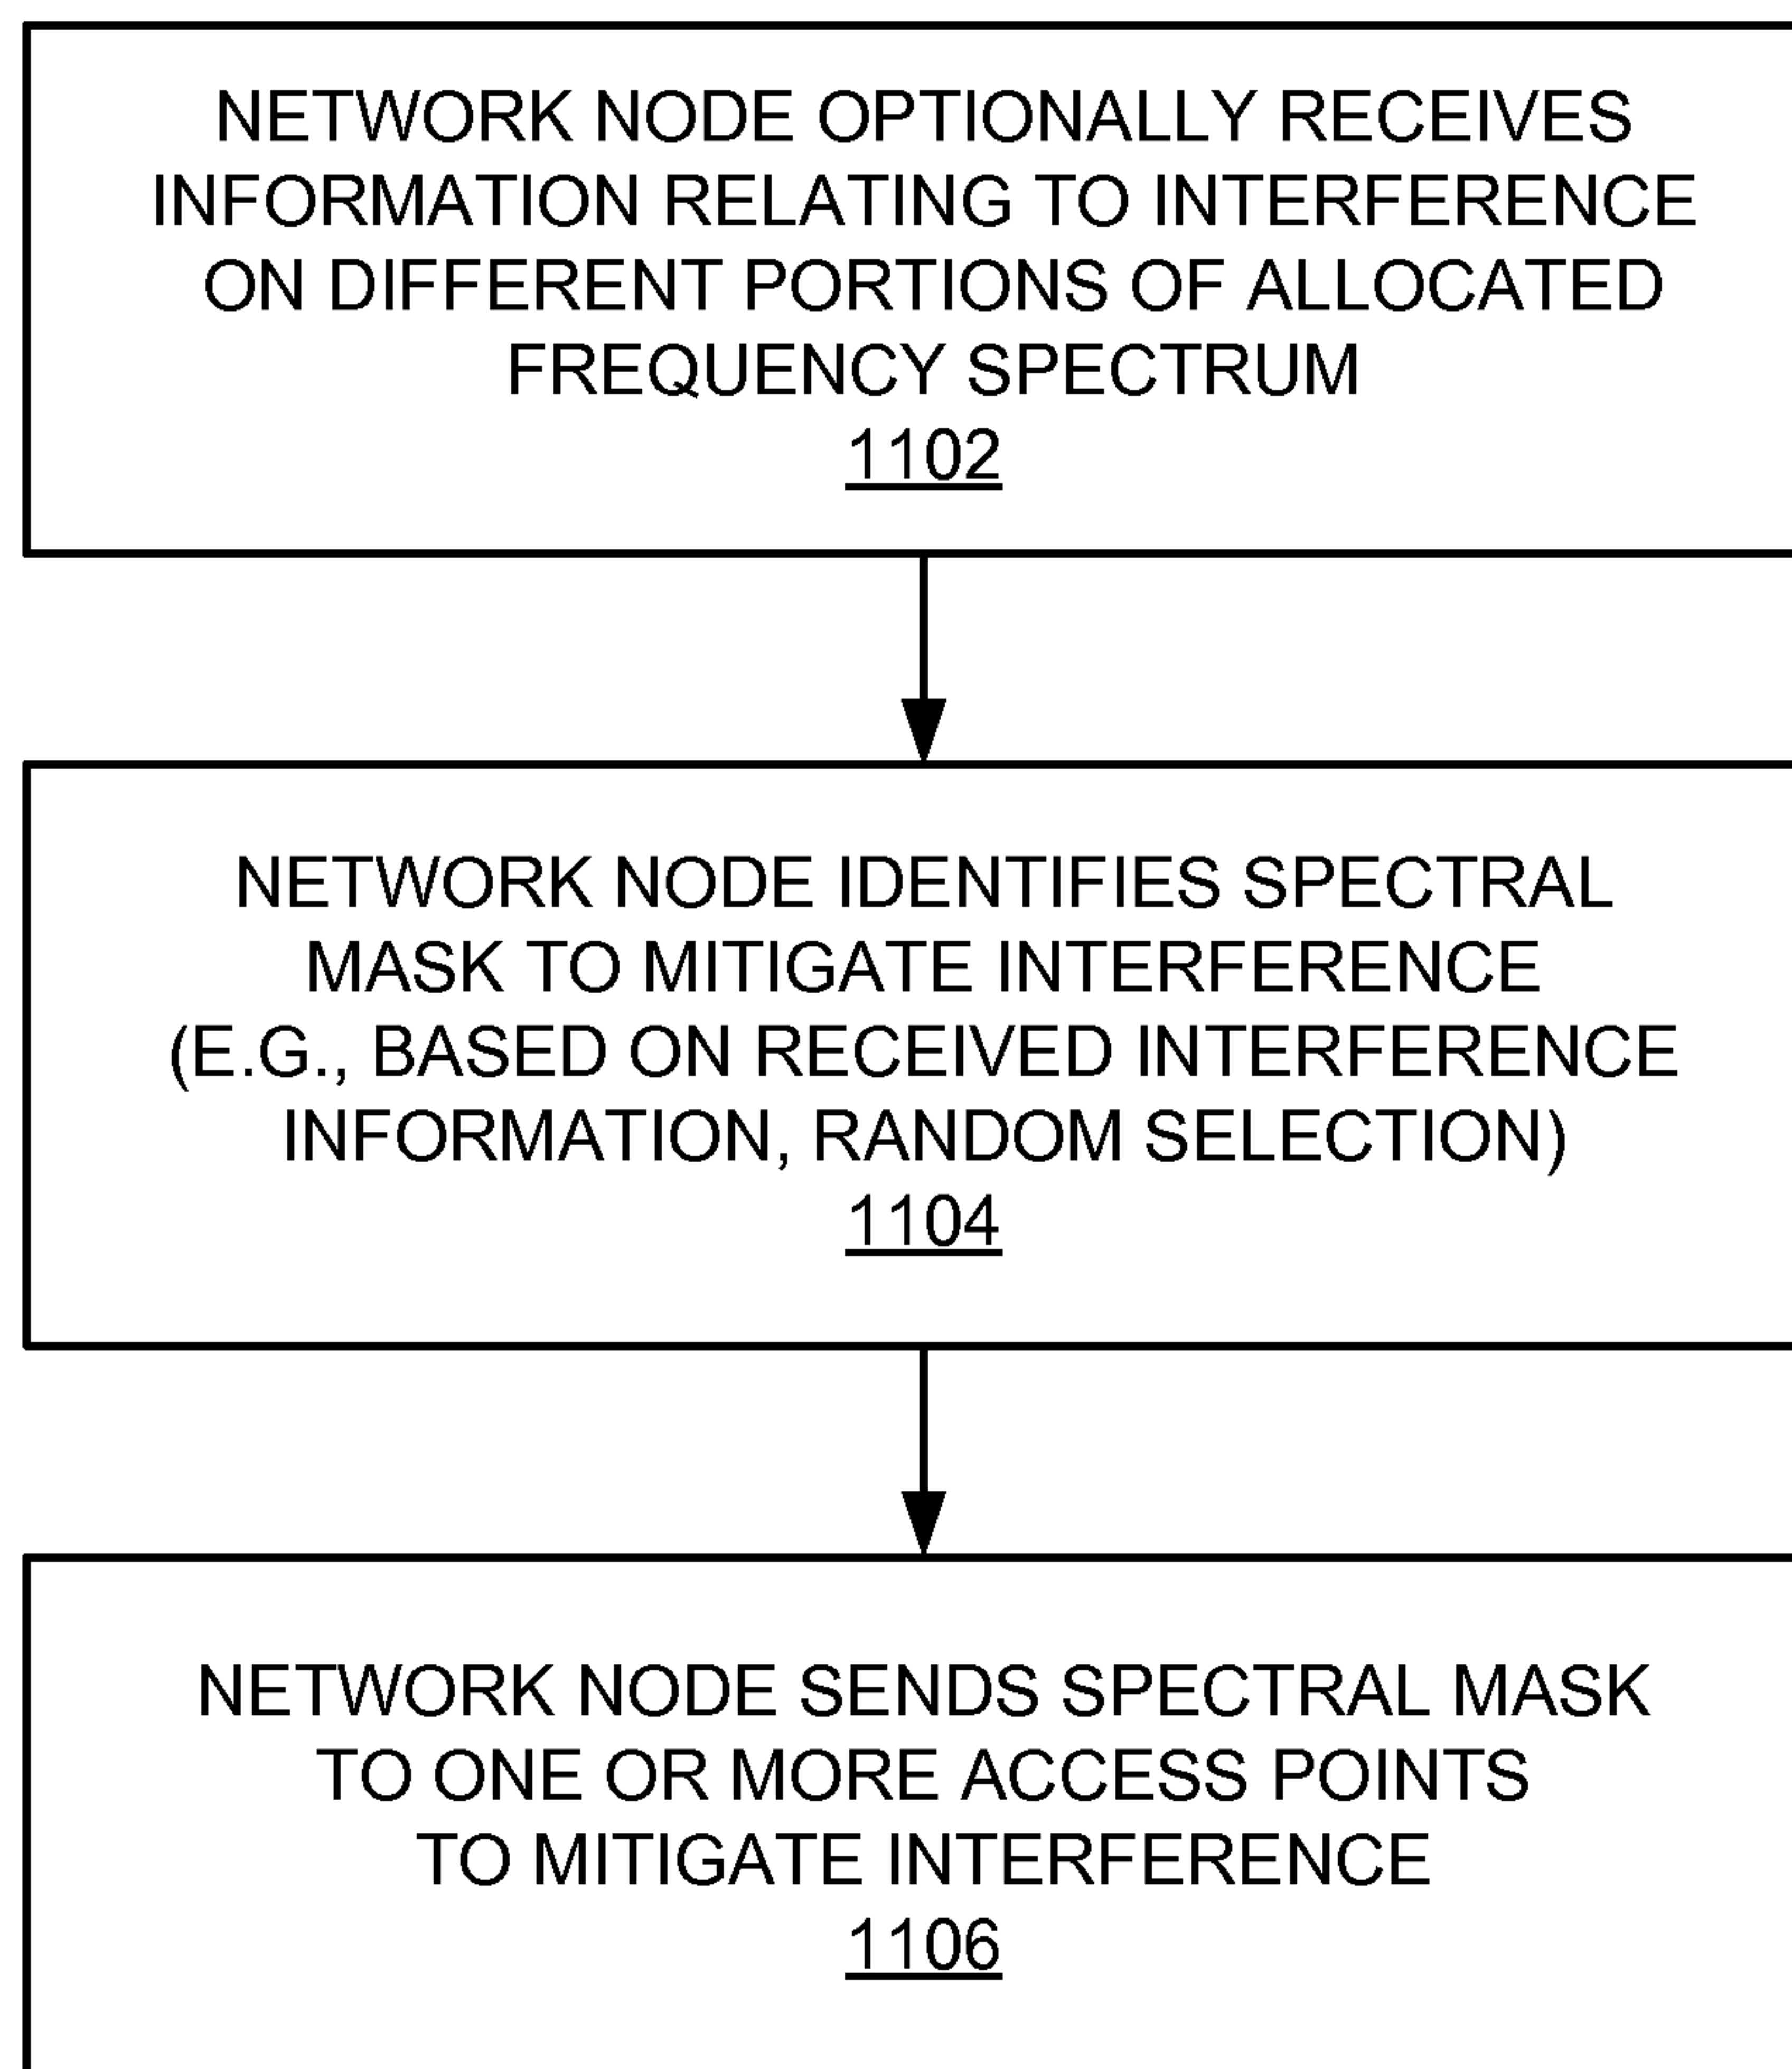 NETWORK NODE OPTIONALLY RECEIVES
INFORMATION RELATING TO INTERFERENCE
ON DIFFERENT PORTIONS OF ALLOCATED
FREQUENCY SPECTRUM
1102
NETWORK NODE IDENTIFIES SPECTRAL
MASK TO MITIGATE INTERFERENCE
(E.G., BASED ON RECEIVED INTERFERENCE
INFORMATION, RANDOM SELECTION)
1104
NETWORK NODE SENDS SPECTRAL MASK
TO ONE OR MORE ACCESS POINTS
TO MITIGATE INTERFERENCE
1106